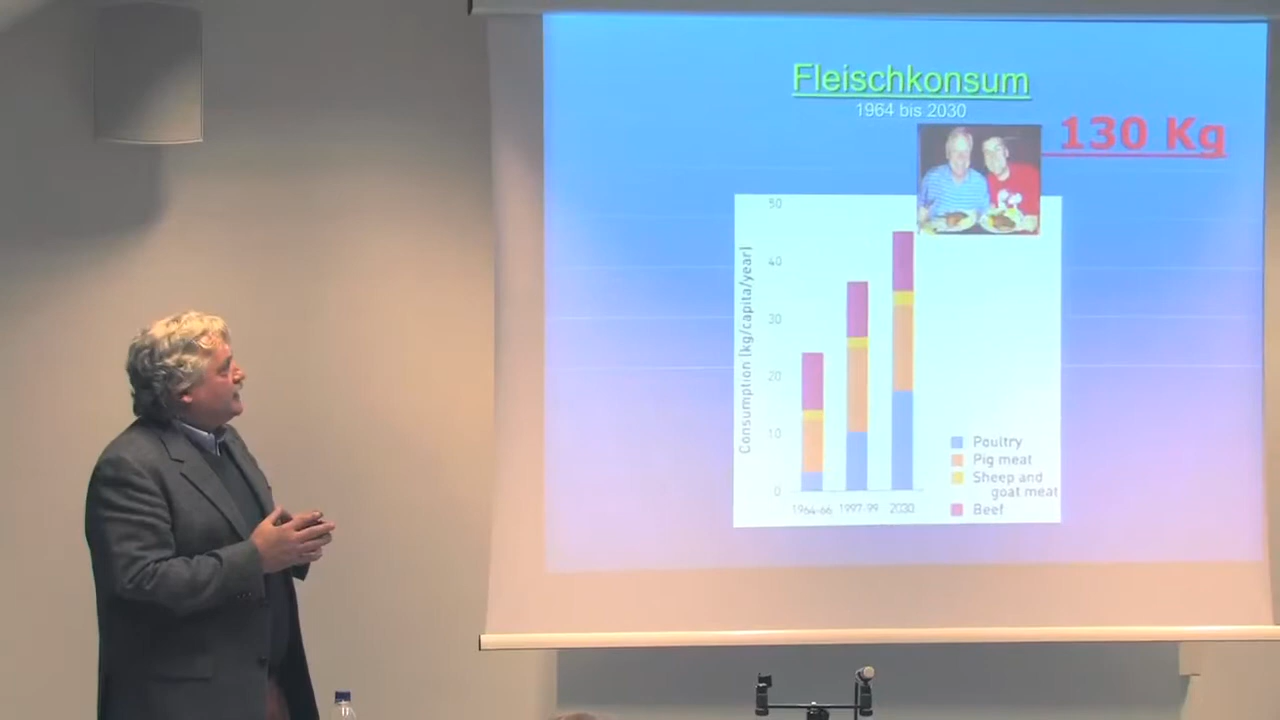 Fleischkonsum
1964 bis 2030
130 Kg
Consumption (kg/capita/year)
50
40
30
20
10
0
1964-66 1997-99 2030
Poultry
Pig meat
Sheep and
goat meat
Beef